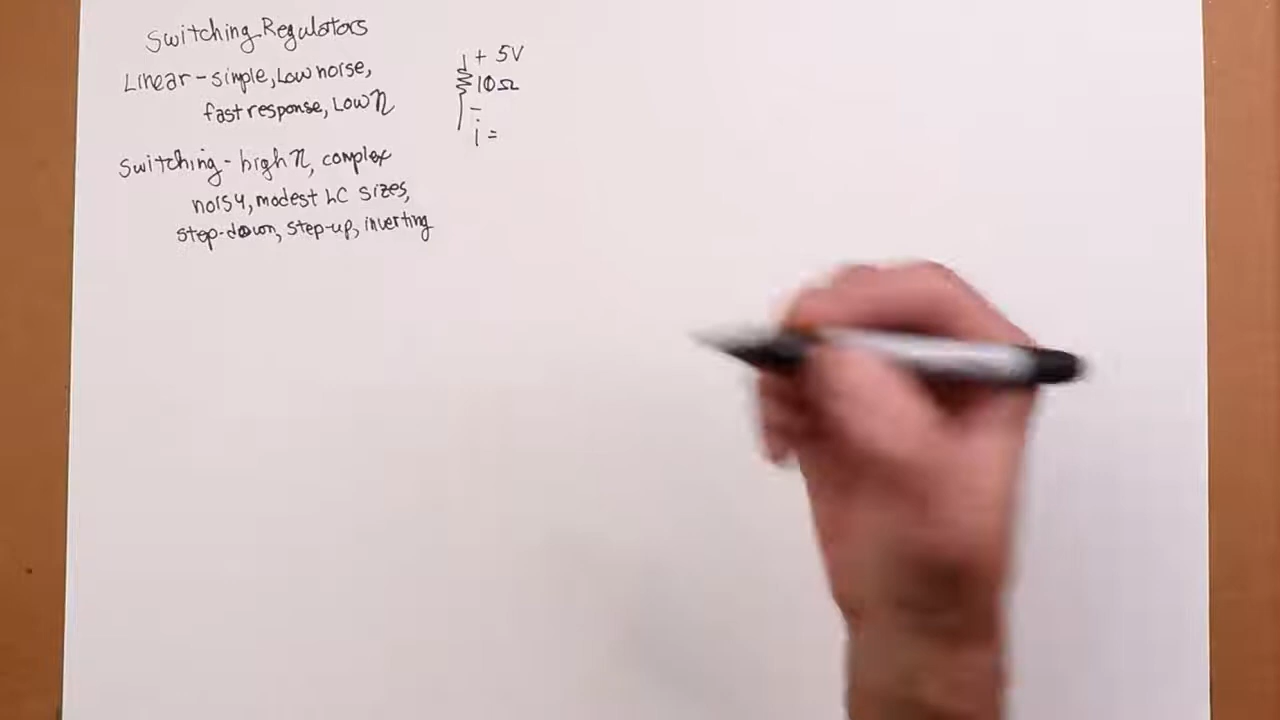 Switching Regulators
Linear - simple, Low noise,
fast response, Low η
Switching - high η, complex
noisy, modest LC sizes,
step-down, step-up, inverting
+ 5V
10Ω
-
i =